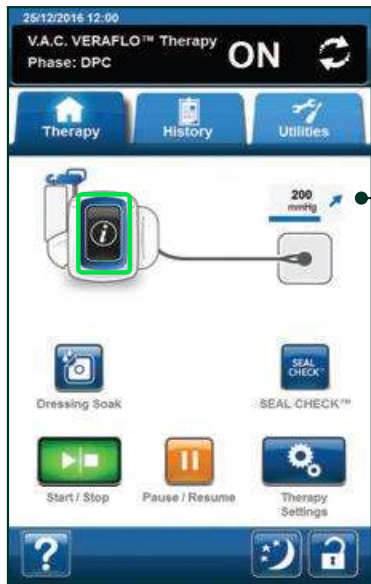 25/12/2016 12:00
V.A.C. VERAFLO™ Therapy
Phase: DPC
ON
Therapy
History
Utilities
200
mmHg
i
Dressing Soak
SEAL
CHECK™
SEAL CHECK™
Start / Stop
Pause / Resume
Therapy
Settings
?